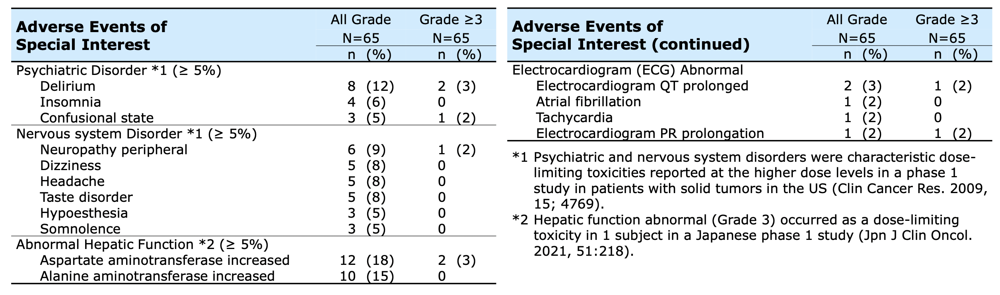 Adverse Events of
Special Interest
All Grade Grade ≥3
N=65 N=65
n (%) n (%)
Psychiatric Disorder *1 (≥ 5%)
Delirium 8 (12) 2 (3)
Insomnia 4 (6) 0
Confusional state 3 (5) 1 (2)
Nervous system Disorder *1 (≥ 5%)
Neuropathy peripheral 6 (9) 1 (2)
Dizziness 5 (8) 0
Headache 5 (8) 0
Taste disorder 5 (8) 0
Hypoesthesia 3 (5) 0
Somnolence 3 (5) 0
Abnormal Hepatic Function *2 (≥ 5%)
Aspartate aminotransferase increased 12 (18) 2 (3)
Alanine aminotransferase increased 10 (15) 0
Adverse Events of
Special Interest (continued)
All Grade Grade ≥3
N=65 N=65
n (%) n (%)
Electrocardiogram (ECG) Abnormal
Electrocardiogram QT prolonged 2 (3) 1 (2)
Atrial fibrillation 1 (2) 0
Tachycardia 1 (2) 0
Electrocardiogram PR prolongation 1 (2) 1 (2)
*1 Psychiatric and nervous system disorders were characteristic dose-
limiting toxicities reported at the higher dose levels in a phase 1
study in patients with solid tumors in the US (Clin Cancer Res. 2009,
15; 4769).
*2 Hepatic function abnormal (Grade 3) occurred as a dose-limiting
toxicity in 1 subject in a Japanese phase 1 study (Jpn J Clin Oncol.
2021, 51:218).